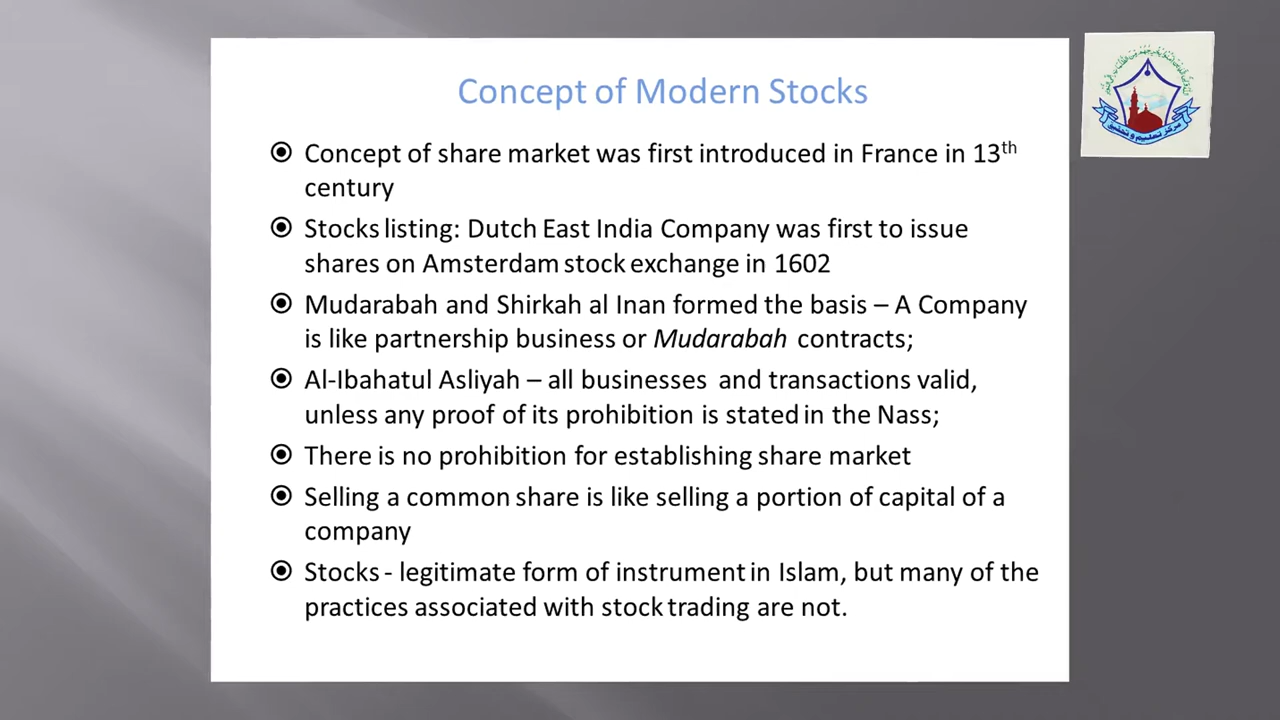 Concept of Modern Stocks
Concept of share market was first introduced in France in 13th
century
Stocks listing: Dutch East India Company was first to issue
shares on Amsterdam stock exchange in 1602
Mudarabah and Shirkah al Inan formed the basis – A Company
is like partnership business or Mudarabah contracts;
Al-Ibahatul Asliyah – all businesses and transactions valid,
unless any proof of its prohibition is stated in the Nass;
There is no prohibition for establishing share market
Selling a common share is like selling a portion of capital of a
company
Stocks - legitimate form of instrument in Islam, but many of the
practices associated with stock trading are not.
مركز تعليم و تحقيق